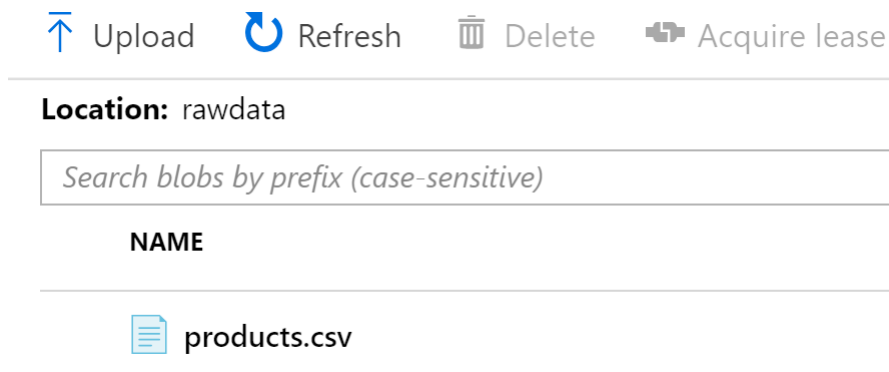 Upload Refresh Delete Acquire lease
Location: rawdata
Search blobs by prefix (case-sensitive)
NAME
products.csv